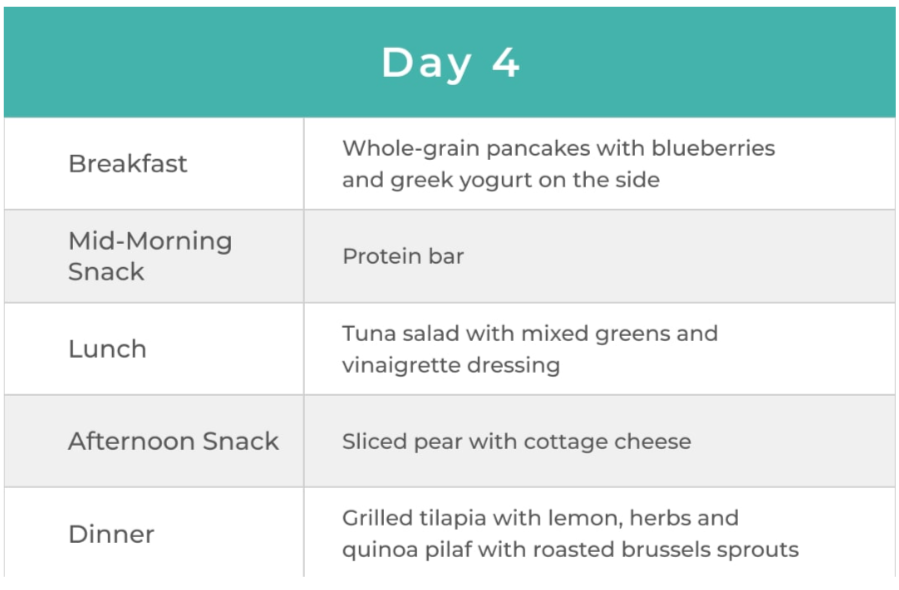 Day 4
Breakfast
Whole-grain pancakes with blueberries
and greek yogurt on the side
Mid-Morning
Snack
Protein bar
Lunch
Tuna salad with mixed greens and
vinaigrette dressing
Afternoon Snack
Sliced pear with cottage cheese
Dinner
Grilled tilapia with lemon, herbs and
quinoa pilaf with roasted brussels sprouts